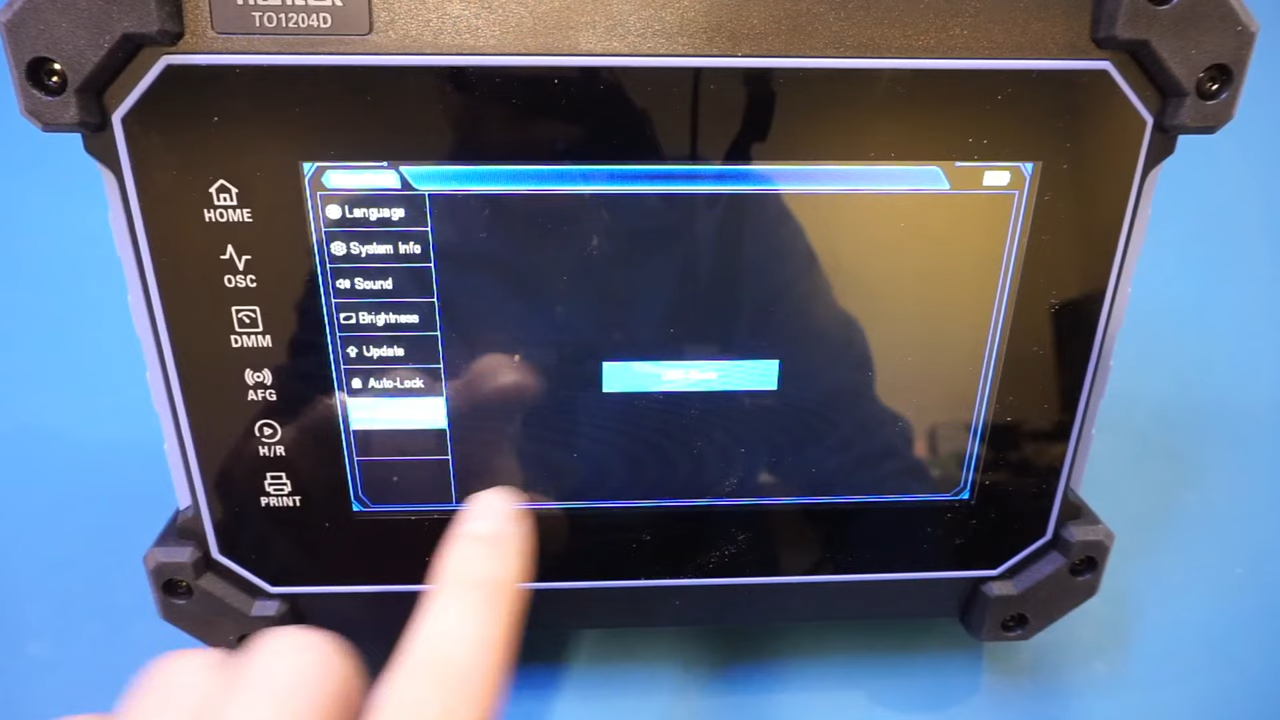 TO1204D
HOME
OSC
DMM
AFG
H/R
PRINT
Language
System Info
Sound
Brightness
Update
Auto-Lock